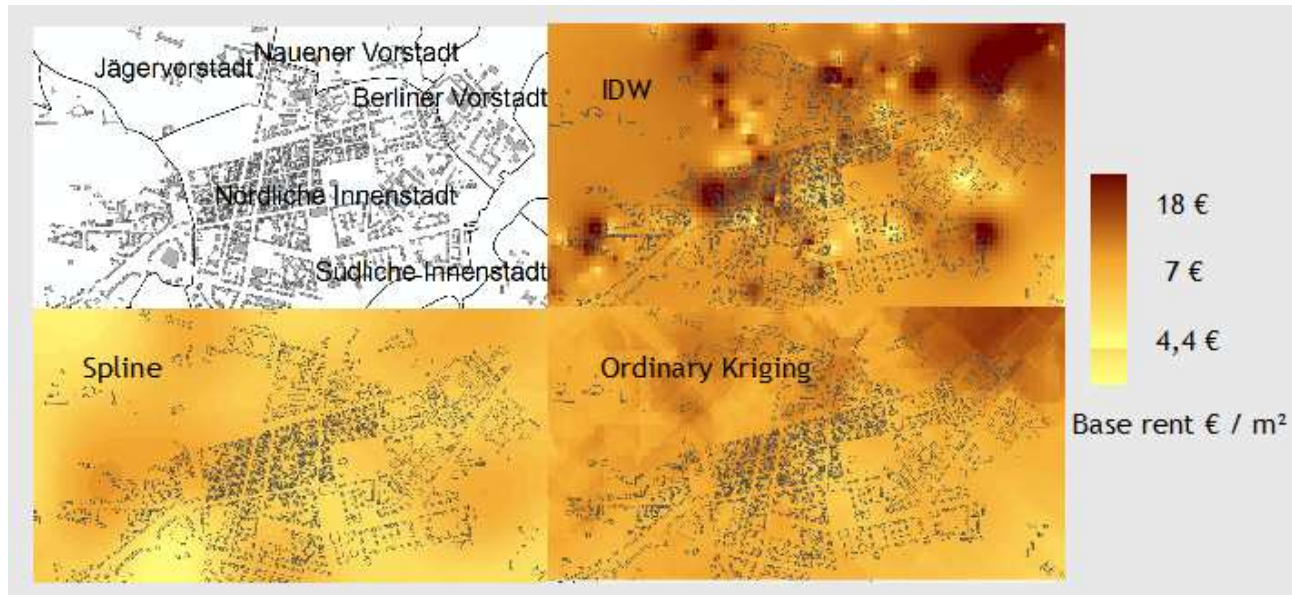 Nauener Vorstadt
Jägervorstadt
Berliner Vorstadt
Nördliche Innenstadt
Südliche Innenstadt
IDW
Spline
Ordinary Kriging
18 €
7 €
4,4 €
Base rent € / m²